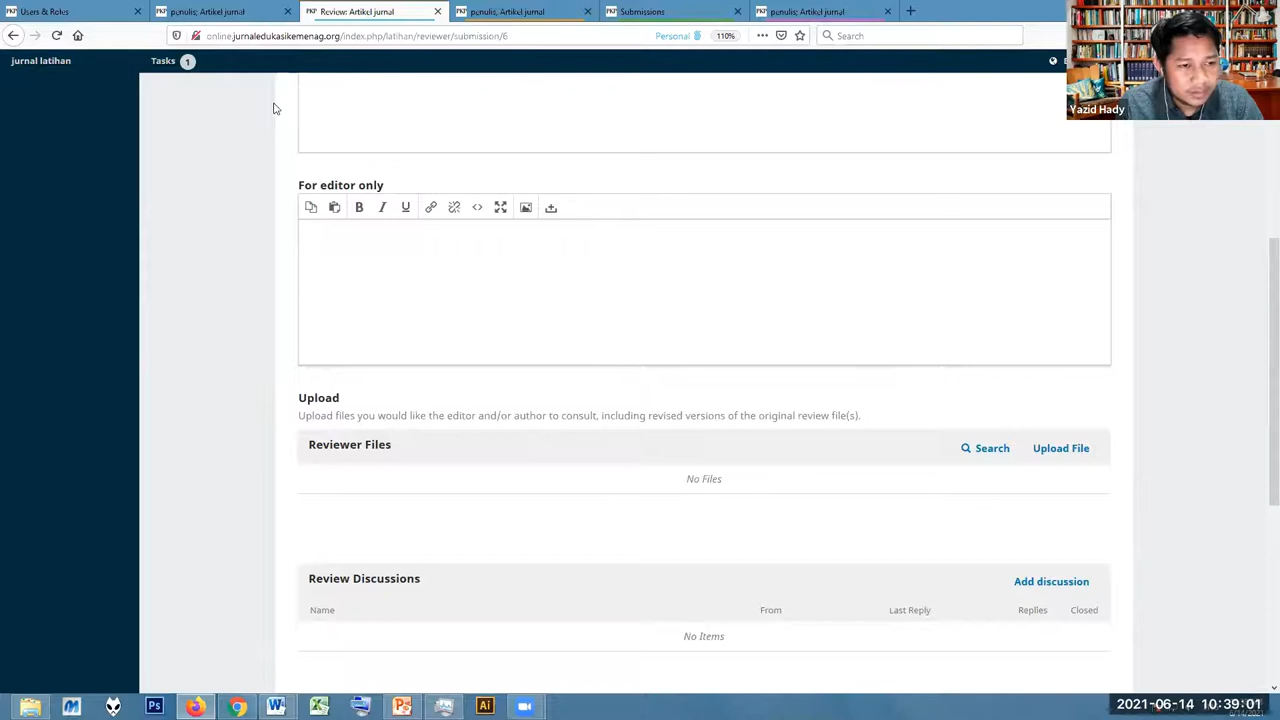 Users & Roles
penulis; Artikel jurnal
Review: Artikel jurnal
penulis, Artikel jurnal
Submissions
penulis; Artikel jurnal
online.jurnaledukasikemenag.org/index.php/latihan/reviewer/submission/6
Personal
110%
Search
jurnal latihan
Tasks 1
Yazid Hady
For editor only
B I U
Upload
Upload files you would like the editor and/or author to consult, including revised versions of the original review file(s).
Reviewer Files
Search
Upload File
No Files
Review Discussions
Add discussion
Name
From
Last Reply
Replies
Closed
No Items
2021-06-14 10:39:01